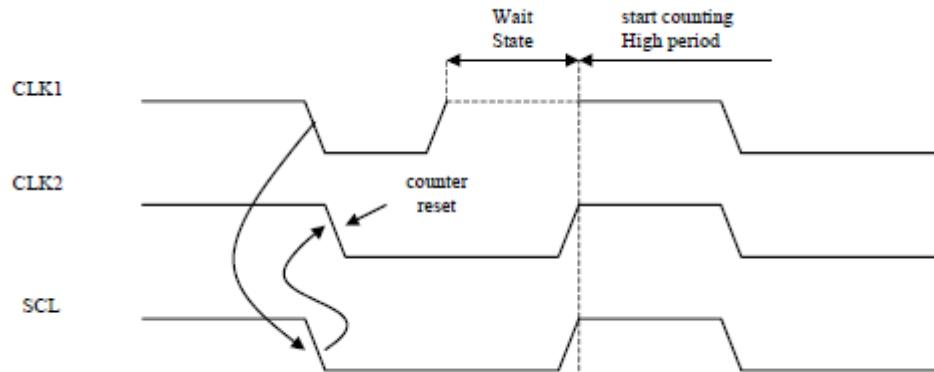 Wait
State
start counting
High period
CLK1
CLK2
counter
reset
SCL